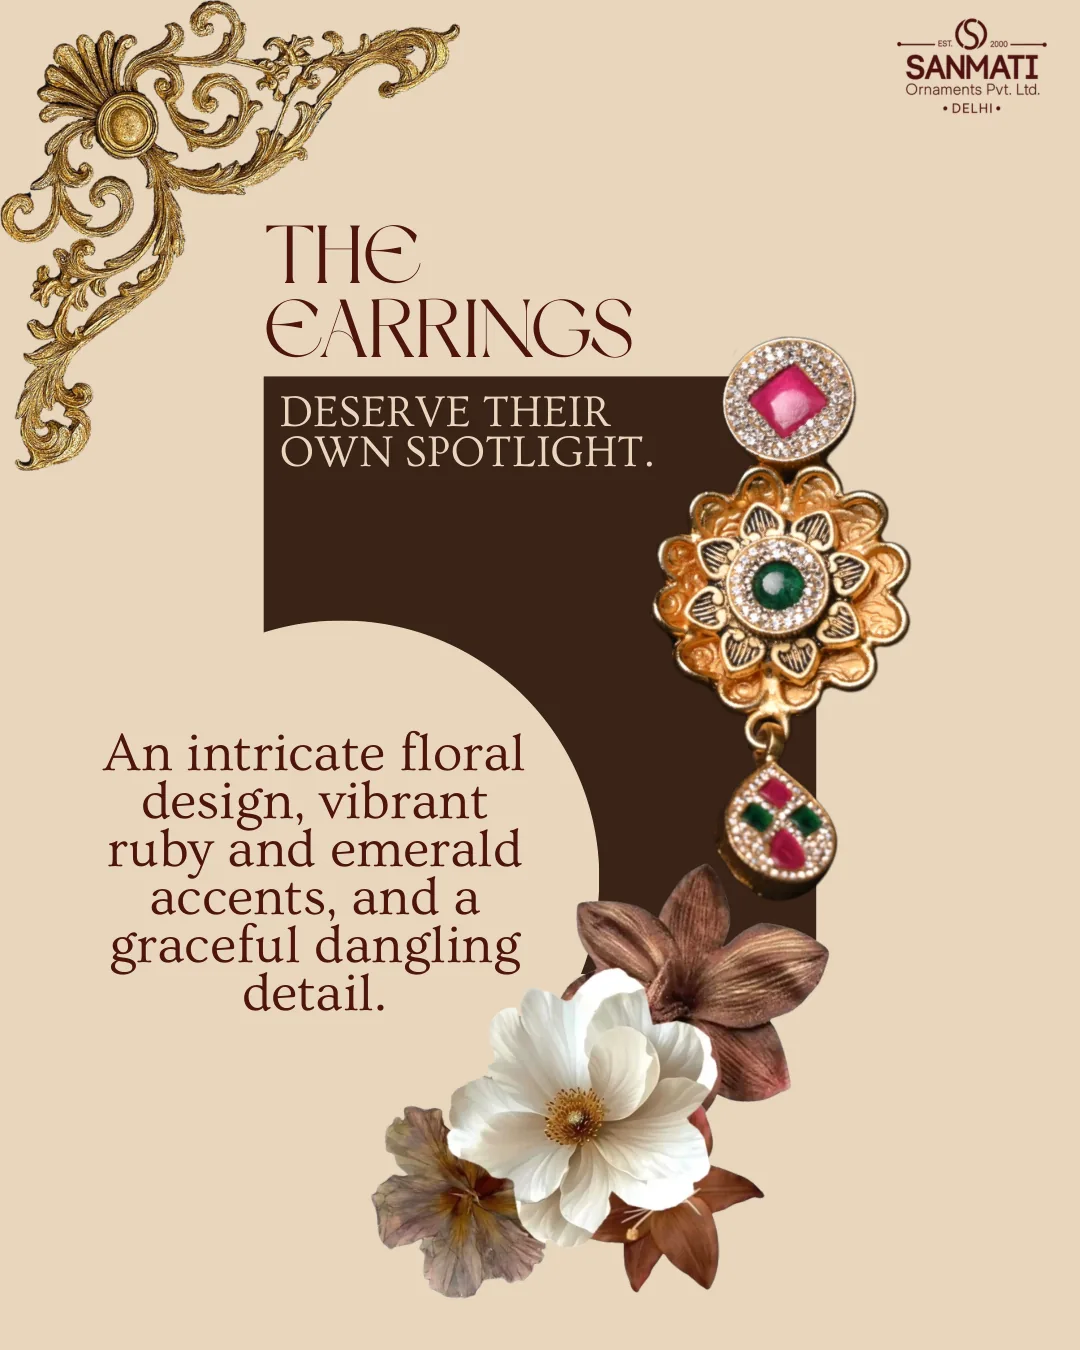 EST. 2000
SANMATI
Ornaments Pvt. Ltd.
• DELHI •
THE
EARRINGS
DESERVE THEIR
OWN SPOTLIGHT.
An intricate floral
design, vibrant
ruby and emerald
accents, and a
graceful dangling
detail.